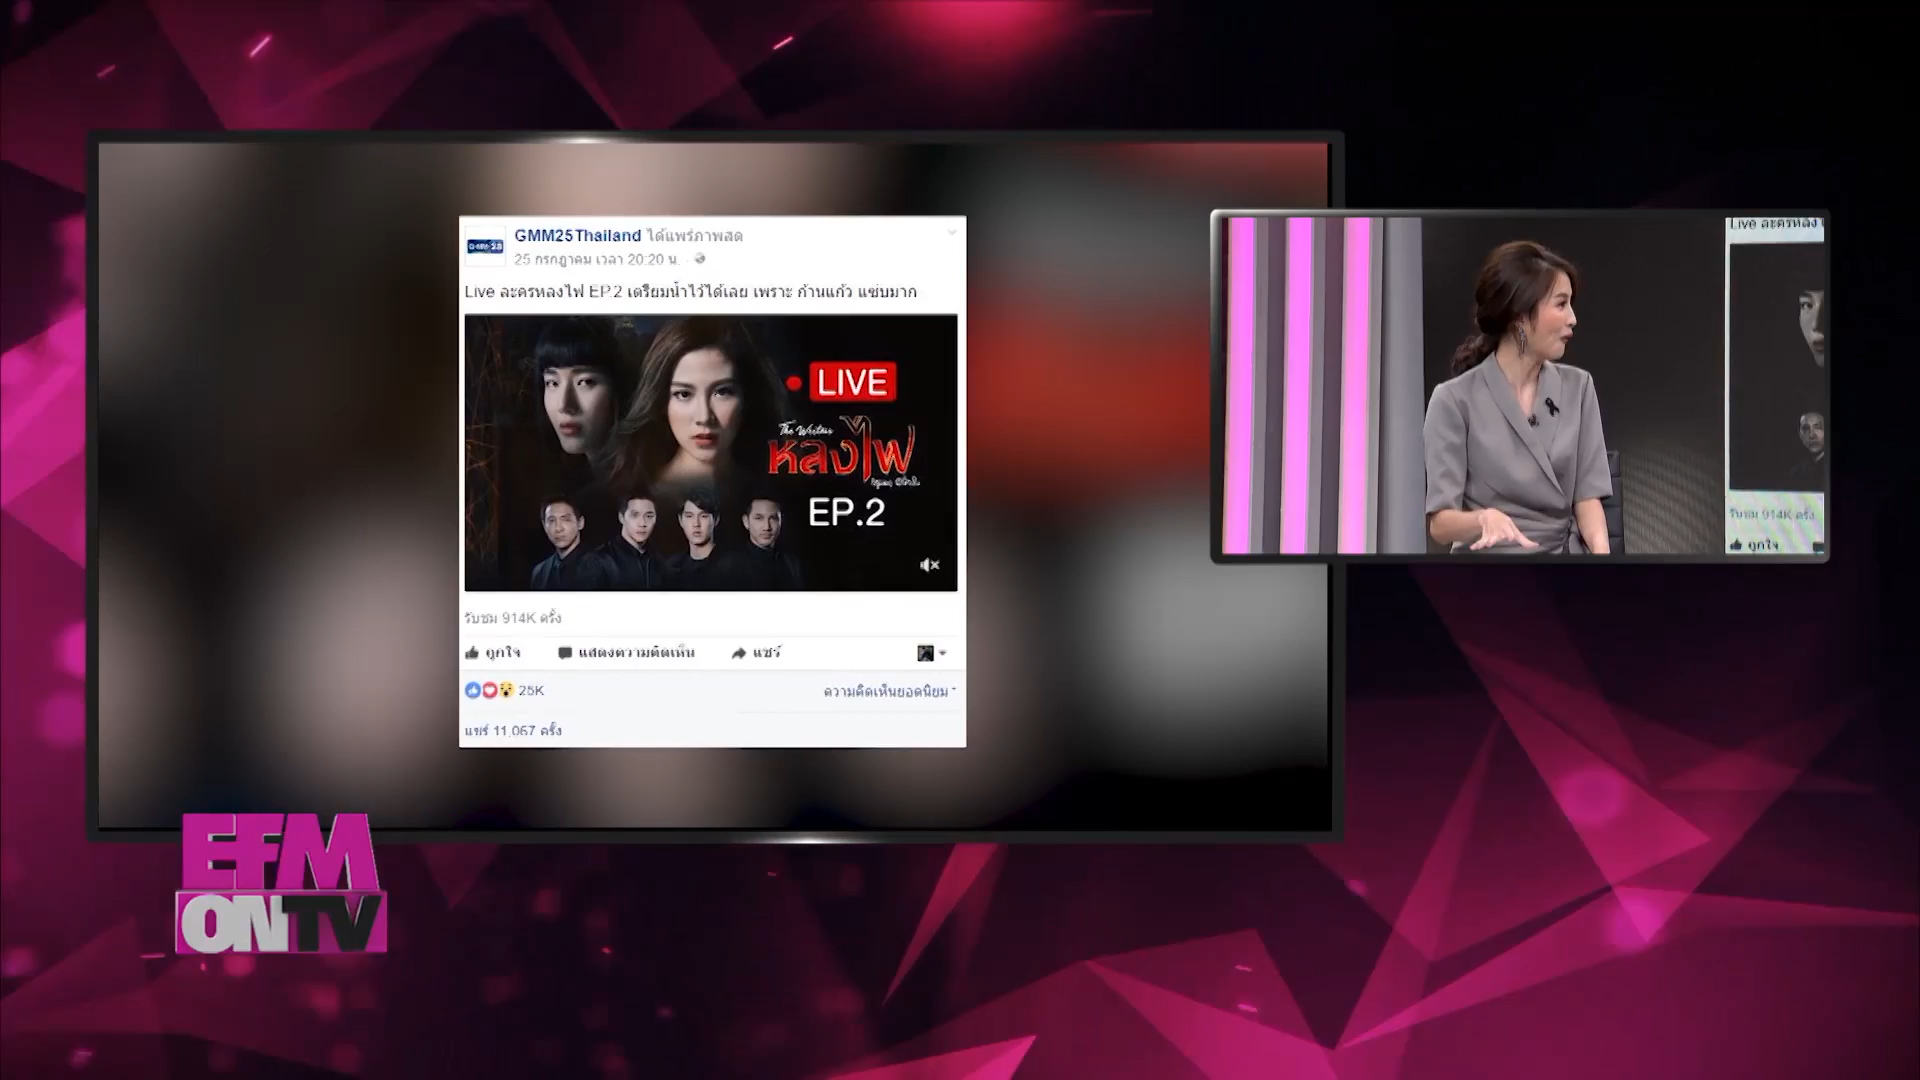 GMM25Thailand ได้แพร่ภาพสด
25 กรกฎาคม เวลา 20:20 น.
Live ละครหลงไฟ EP.2 เตรียมน้ำไว้ได้เลย เพราะ ก้านแก้ว แซ่บมาก
LIVE
The Writers
หลงไฟ
EP.2
รับชม 914K ครั้ง
ถูกใจ แสดงความคิดเห็น แชร์
25K ความคิดเห็นยอดนิยม
แชร์ 11,067 ครั้ง
Live ละครหลงไ
รับชม 914K ครั้ง
ถูกใจ
EFM
ONTV